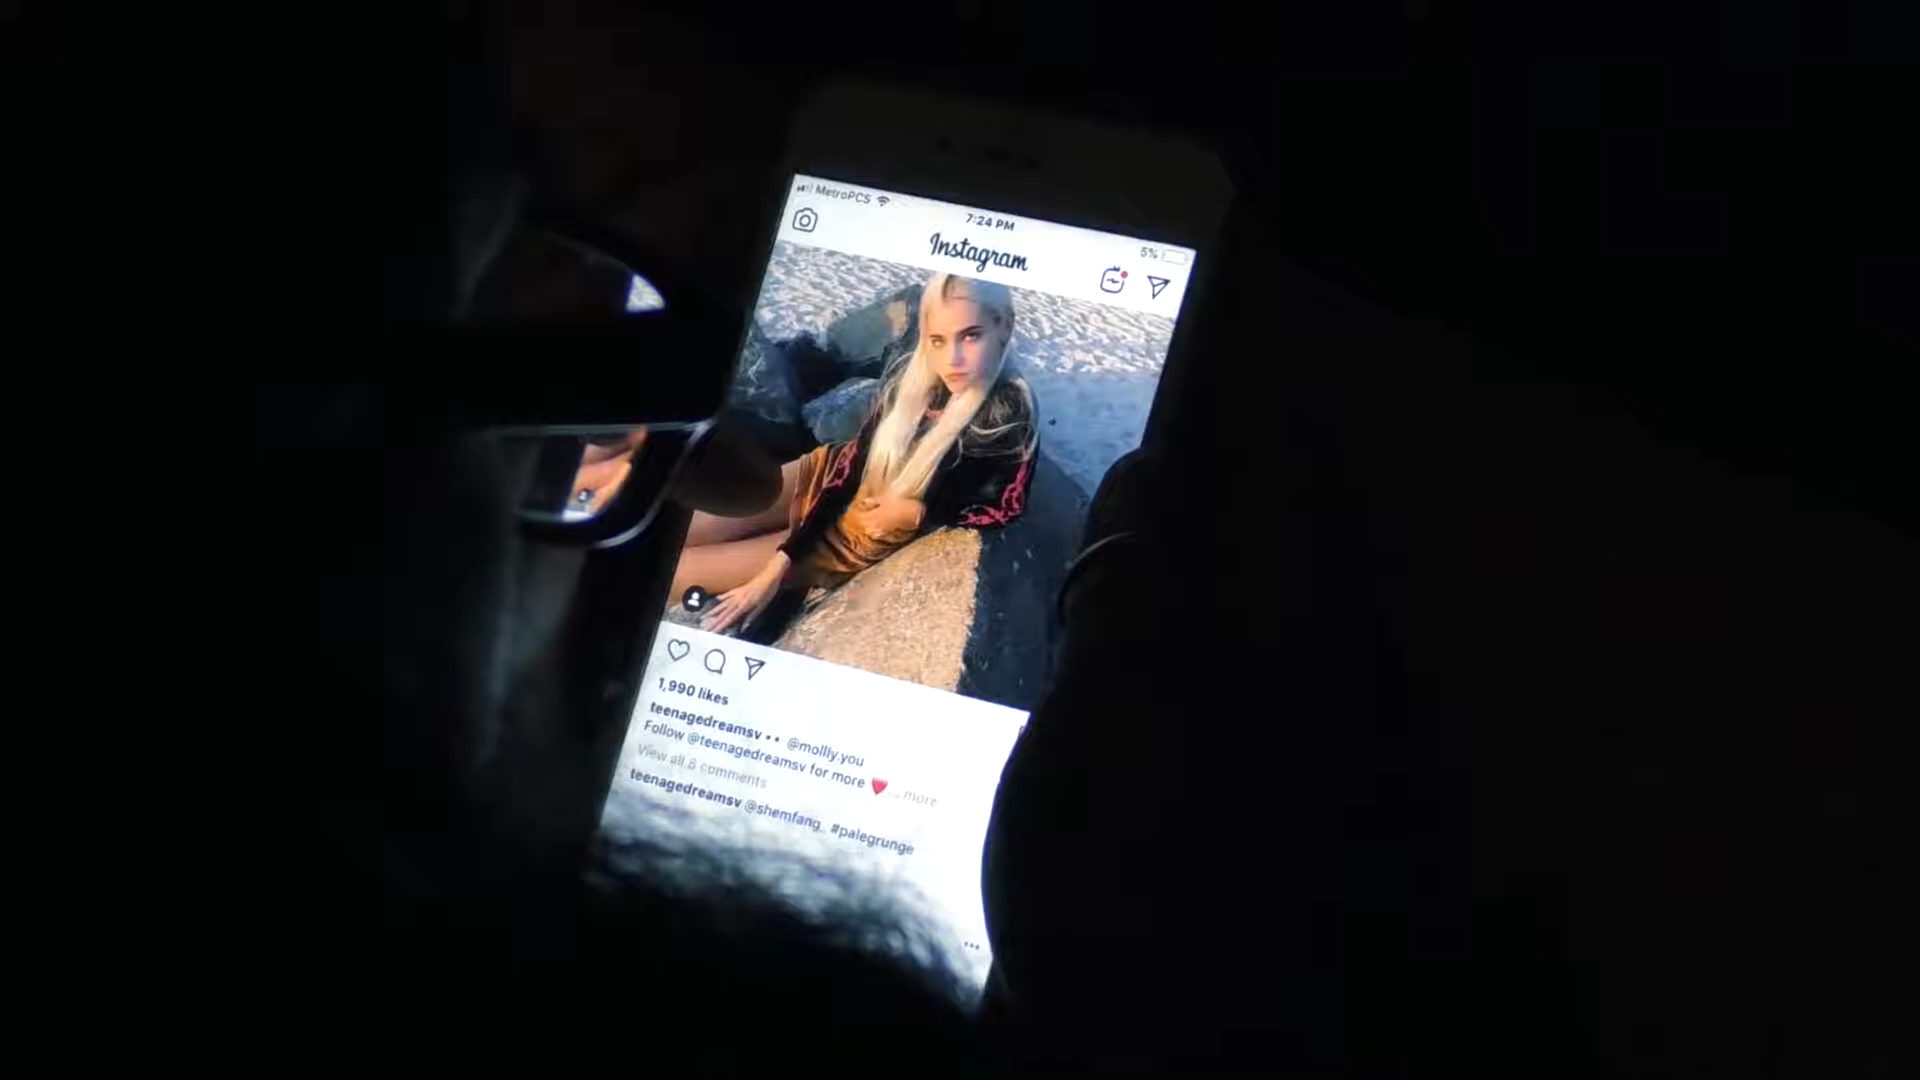 MetroPCS
7:24 PM
5%
Instagram
1,990 likes
teenagedreamsv •• @mollly.you
Follow @teenagedreamsv for more ❤️... more
View all 8 comments
teenagedreamsv @shemfang_ #palegrunge